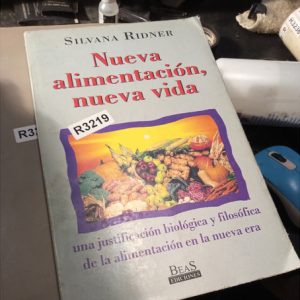 SILVANA RIDNER
Nueva
alimentación,
nueva vida
R3219
R3
una justificación biológica y filosófica
de la alimentación en la nueva era
BEAS
EDICIONES